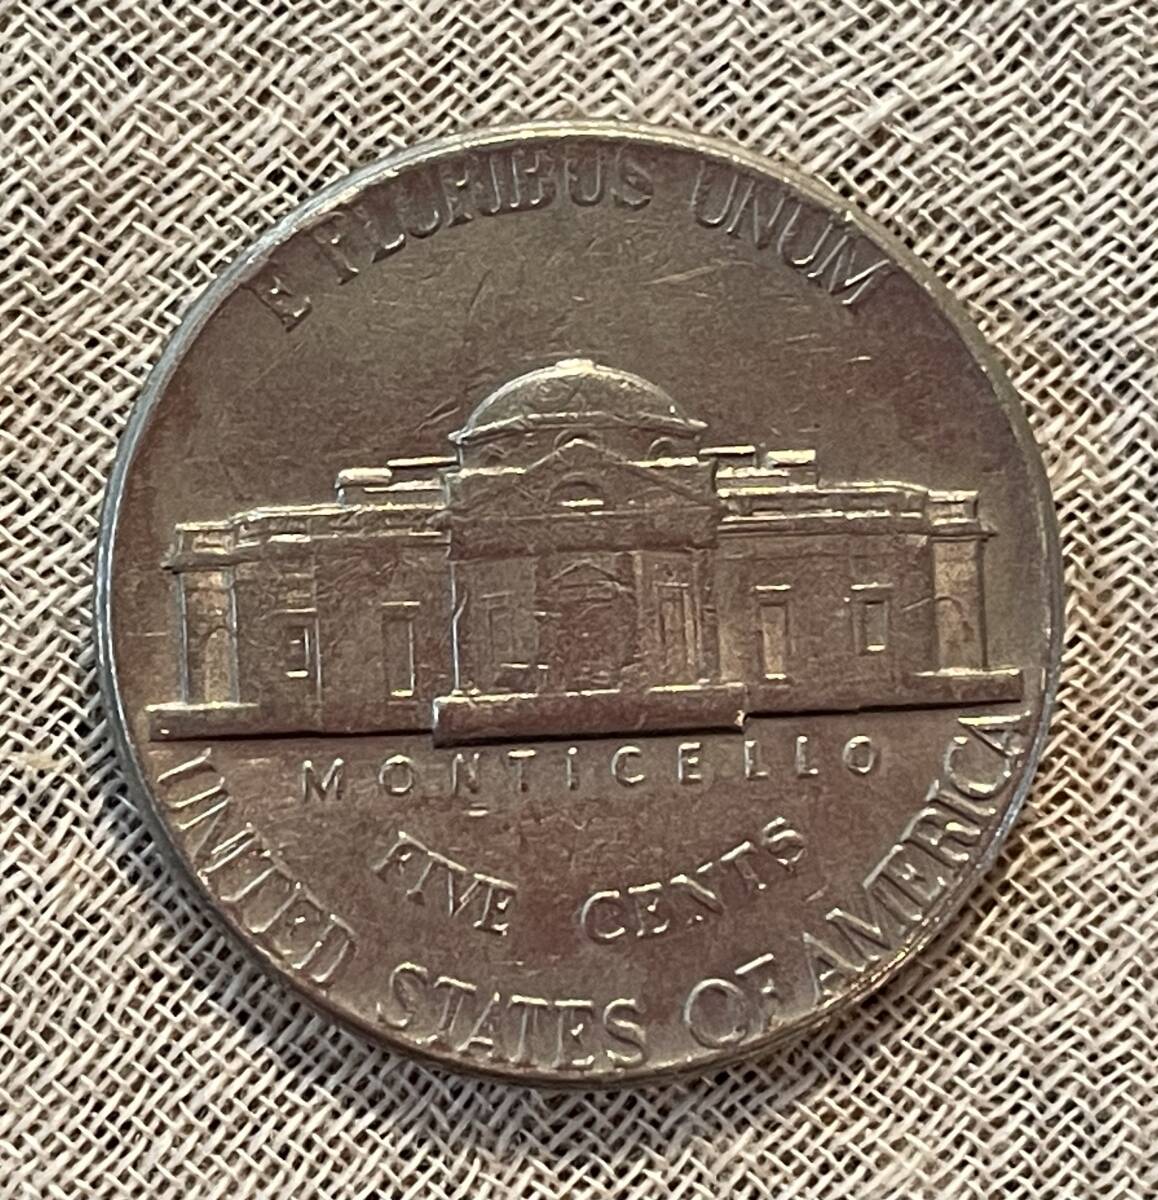 E PLURIBUS UNUM
MONTICELLO
FIVE CENTS
UNITED STATES OF AMERICA